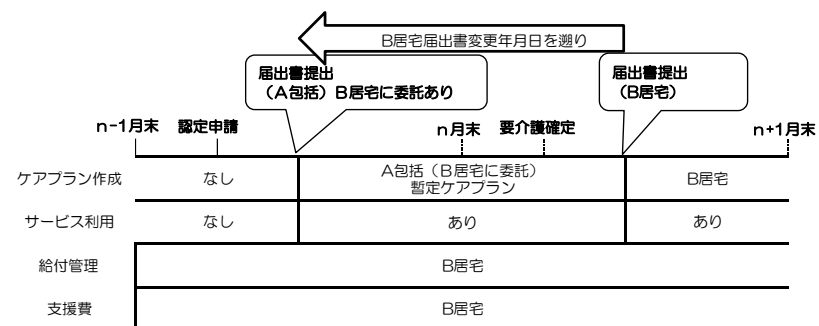 B居宅届出書変更年月日を遡り
届出書提出
（A包括）B居宅に委託あり
届出書提出
（B居宅）
n-1月末
認定申請
n月末
要介護確定
n+1月末
ケアプラン作成
なし
A包括（B居宅に委託）
暫定ケアプラン
B居宅
サービス利用
なし
あり
あり
給付管理
B居宅
支援費
B居宅